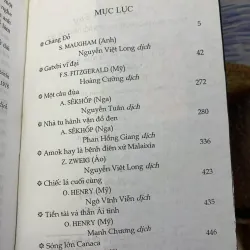 MỤC LỤC
Chàng Đỏ 5
S. MAUGHAM (Anh)
Nguyễn Việt Long dịch
Gatxbi vĩ đại 42
F.S. FITZGERALD (Mỹ)
Hoàng Cường dịch
Một câu đùa 272
A. SÊKHỐP (Nga)
Nguyễn Tuân dịch
Nhà tu hành vận đồ đen 280
A. SÊKHỐP (Nga)
Phan Hồng Giang dịch
Amok hay là bệnh điên xứ Malaixia 336
Z. ZWEIG (Áo)
Nguyễn Việt Long dịch
Chiếc lá cuối cùng 425
O. HENRY (Mỹ)
Ngô Vĩnh Viễn dịch
Tiền tài và thần Ái tình 435
O. HENRY (Mỹ)
Mạnh Chương dịch
Sóng lớn Canaca 446